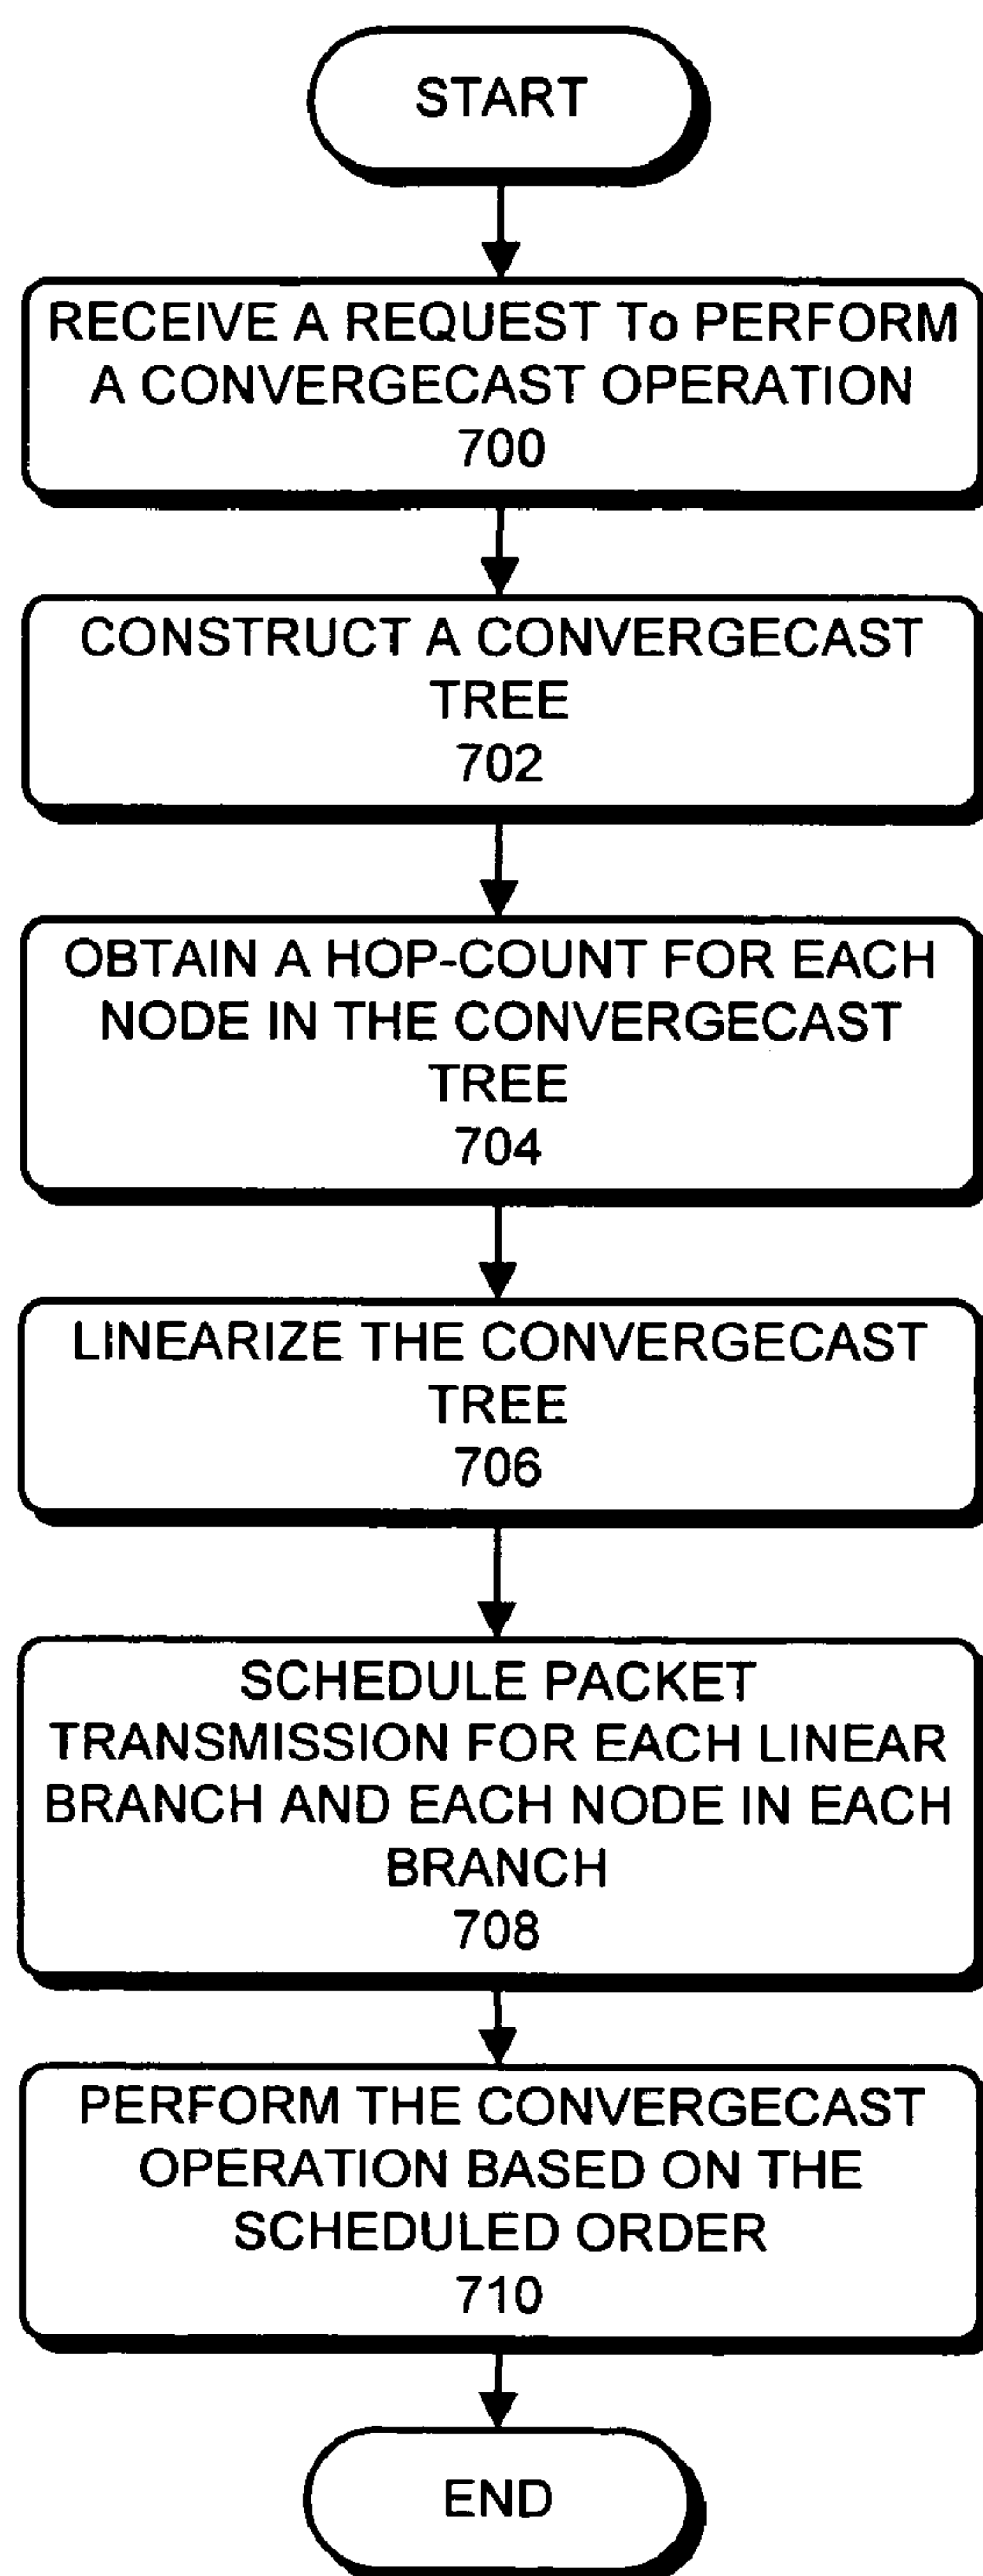 START
RECEIVE A REQUEST To PERFORM
A CONVERGECAST OPERATION
700
CONSTRUCT A CONVERGECAST
TREE
702
OBTAIN A HOP-COUNT FOR EACH
NODE IN THE CONVERGECAST
TREE
704
LINEARIZE THE CONVERGECAST
TREE
706
SCHEDULE PACKET
TRANSMISSION FOR EACH LINEAR
BRANCH AND EACH NODE IN EACH
BRANCH
708
PERFORM THE CONVERGECAST
OPERATION BASED ON THE
SCHEDULED ORDER
710
END